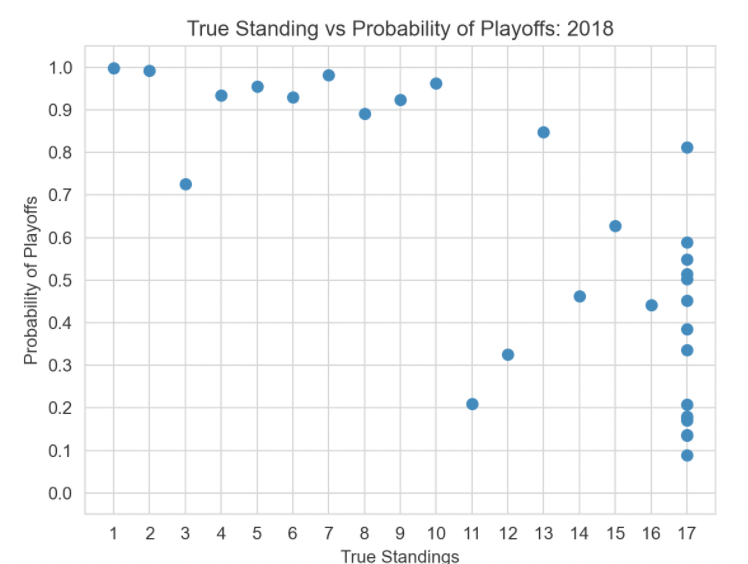 True Standing vs Probability of Playoffs: 2018
Probability of Playoffs
1.0
0.9
0.8
0.7
0.6
0.5
0.4
0.3
0.2
0.1
0.0
1 2 3 4 5 6 7 8 9 10 11 12 13 14 15 16 17
True Standings